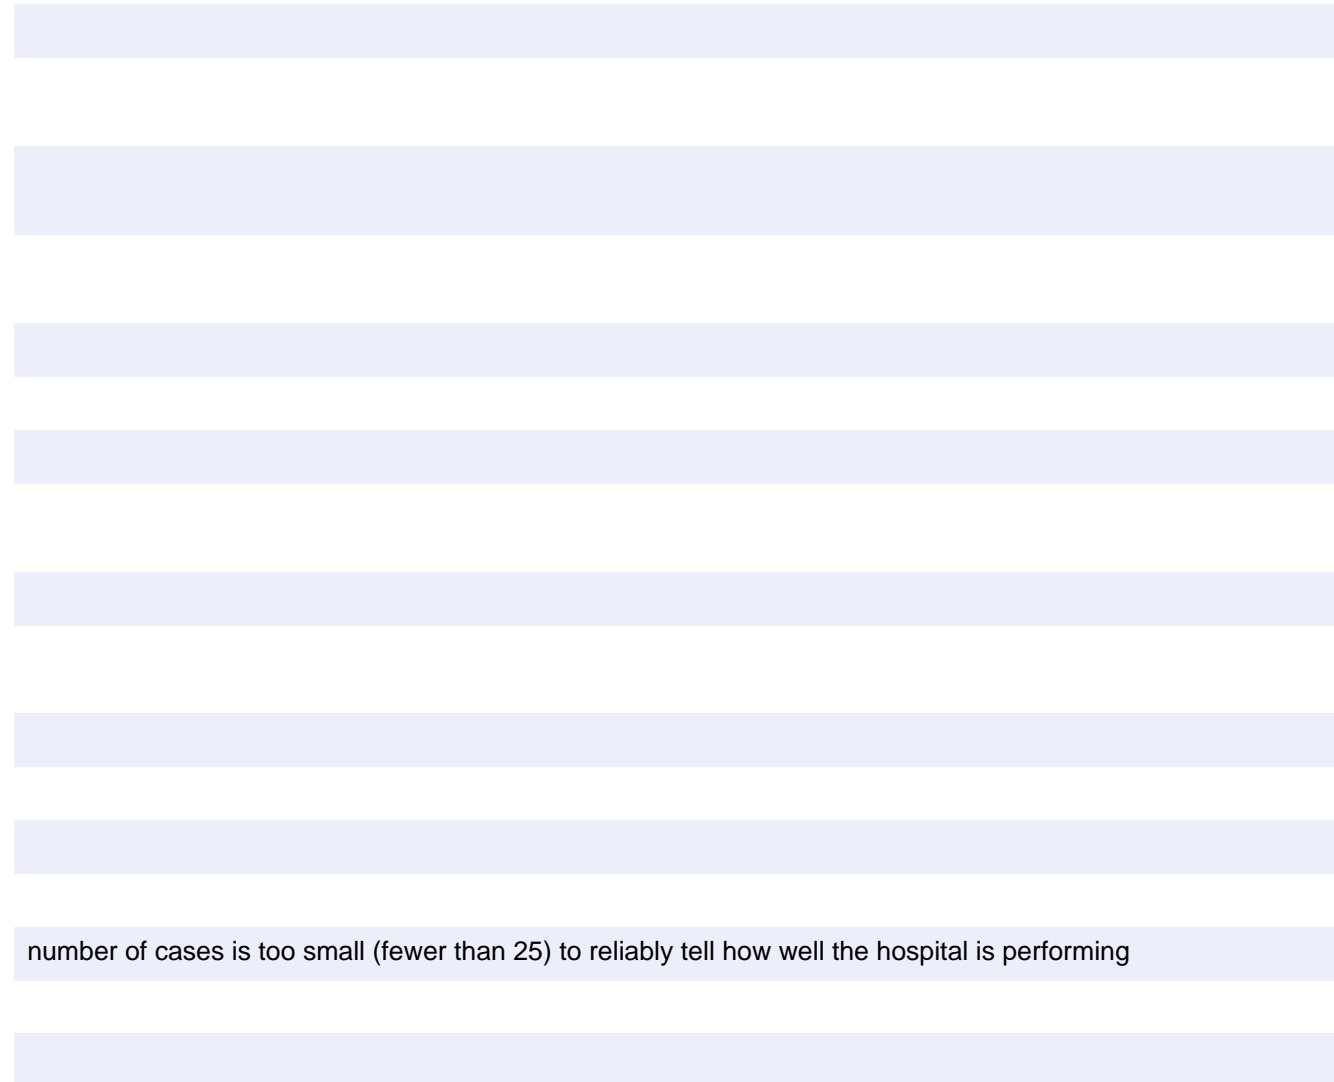 number of cases is too small (fewer than 25) to reliably tell how well the hospital is performing